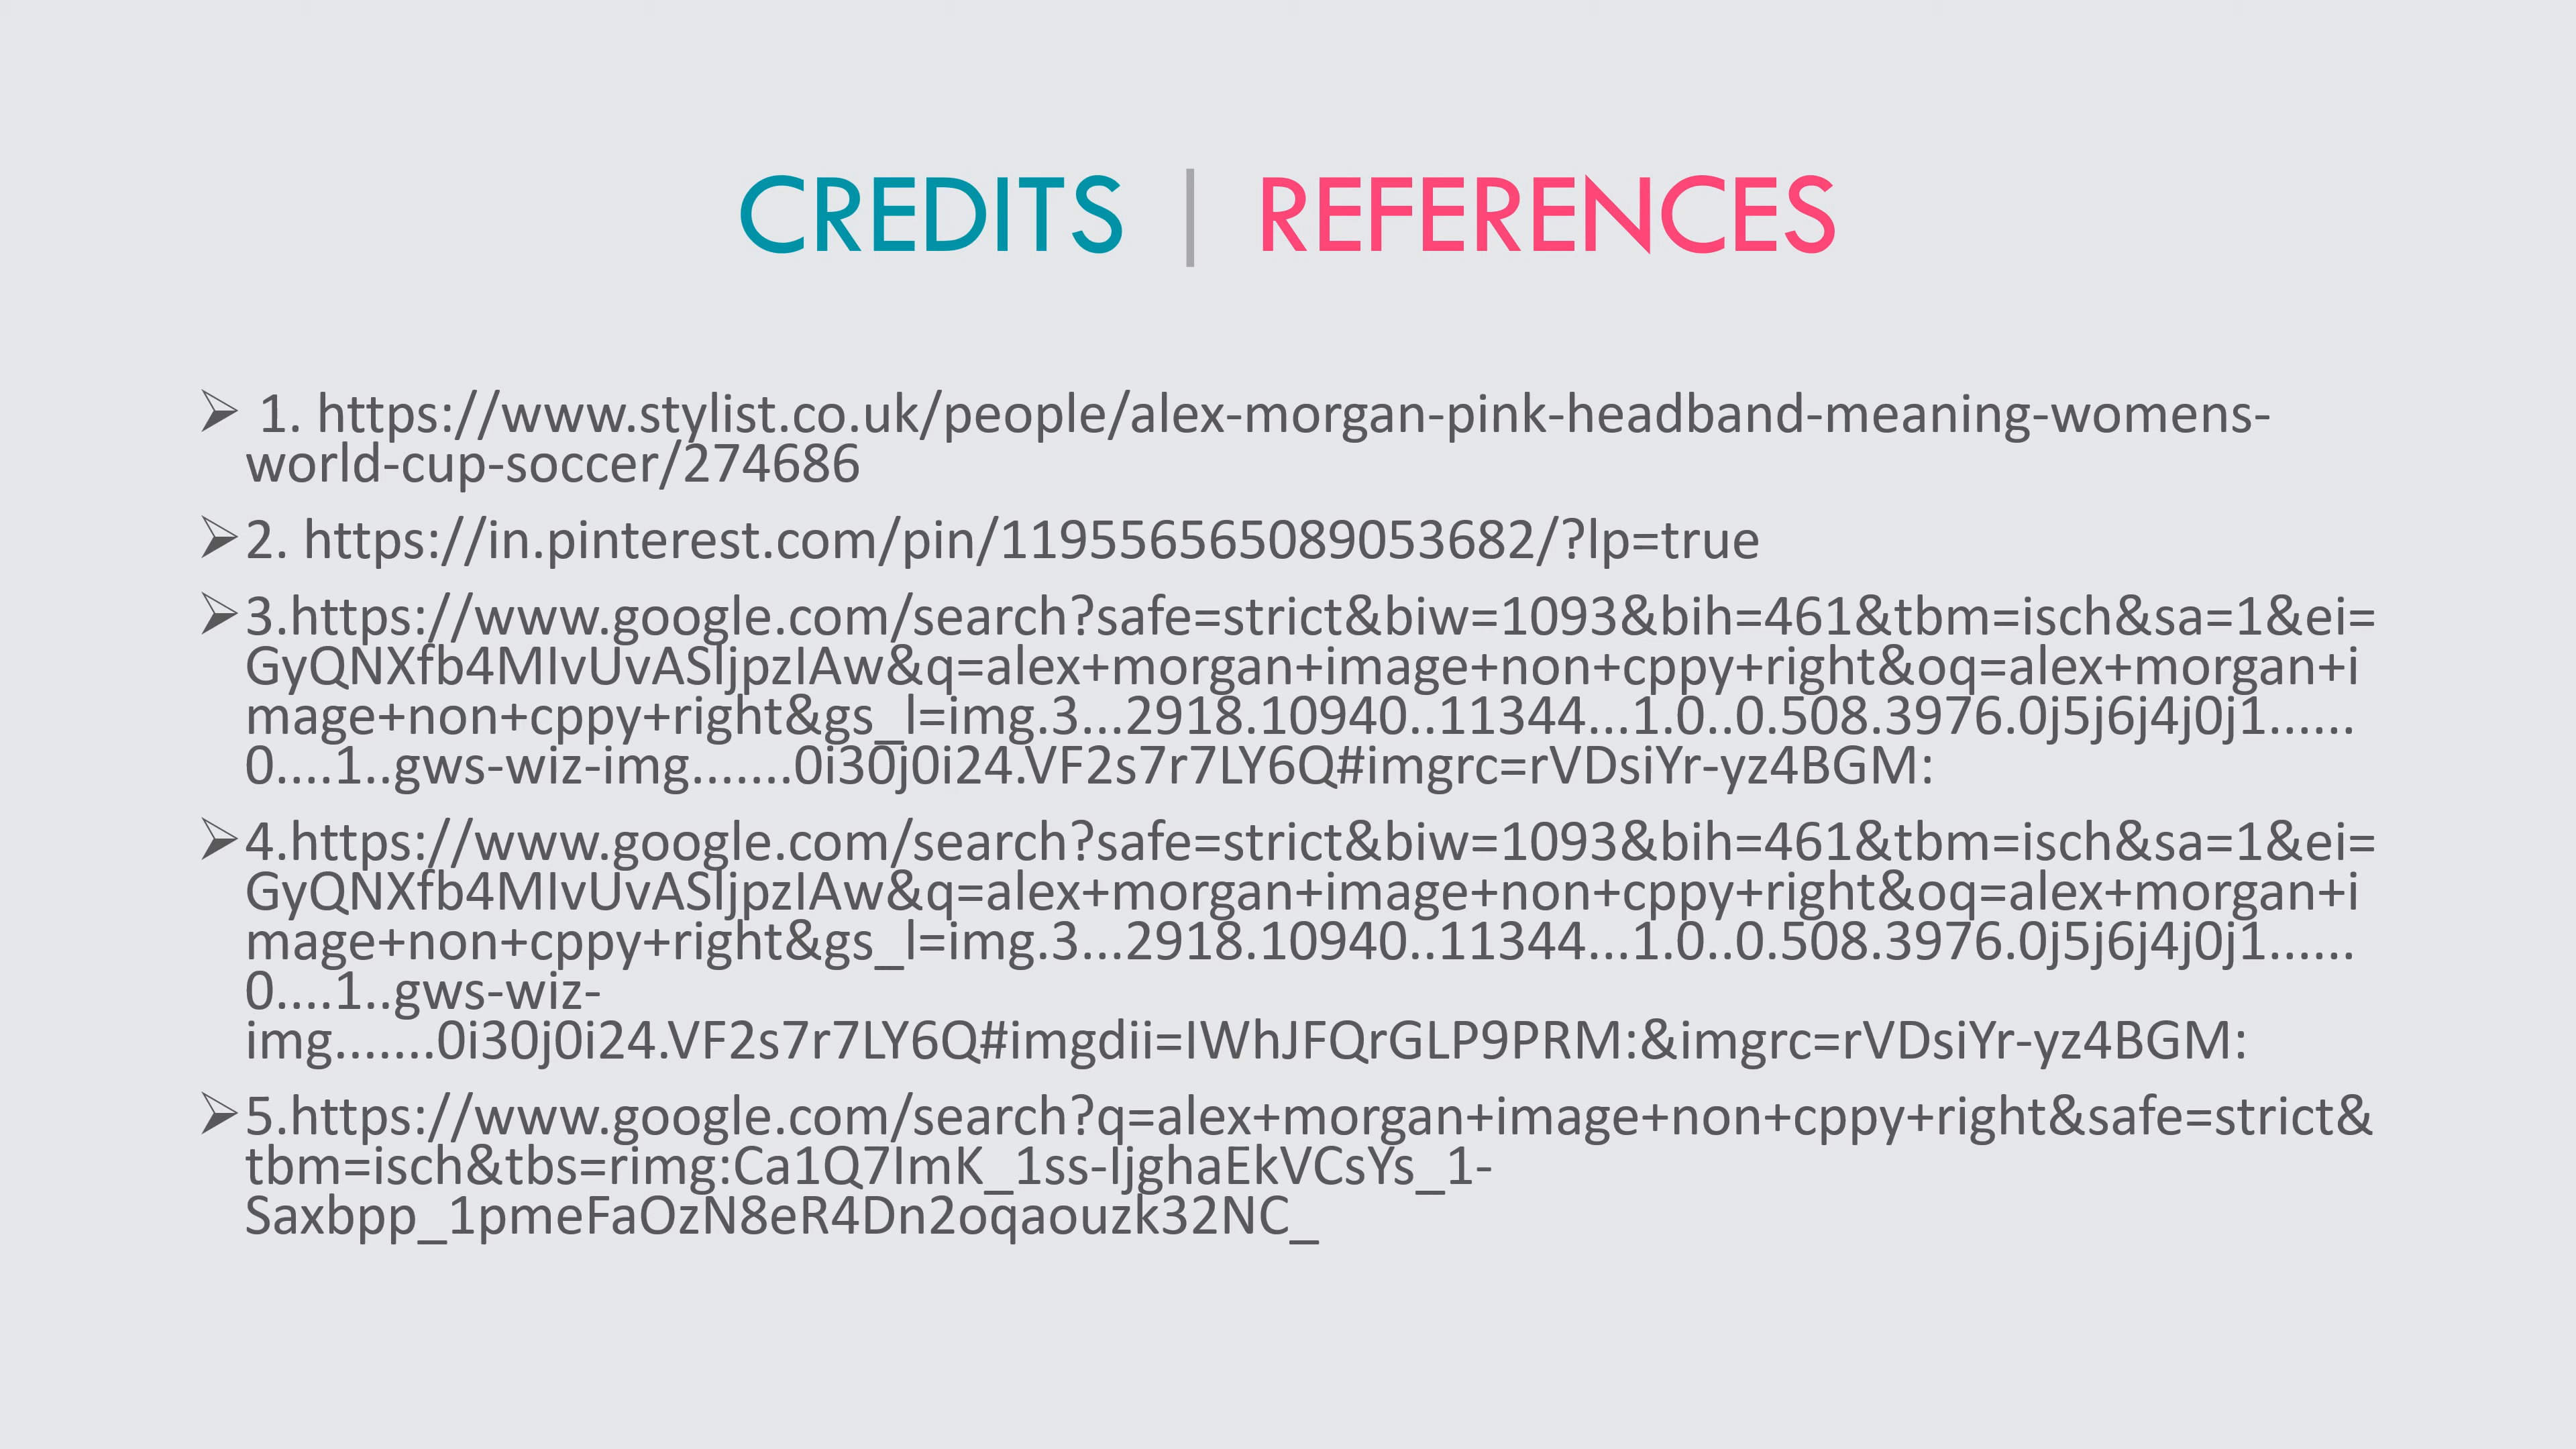 CREDITS | REFERENCES
➢ 1. https://www.stylist.co.uk/people/alex-morgan-pink-headband-meaning-womens-
world-cup-soccer/274686
➢2. https://in.pinterest.com/pin/119556565089053682/?lp=true
➢3.https://www.google.com/search?safe=strict&biw=1093&bih=461&tbm=isch&sa=1&ei=
GyQNXfb4MIvUvASljpzIAw&q=alex+morgan+image+non+cppy+right&oq=alex+morgan+i
mage+non+cppy+right&gs_l=img.3...2918.10940..11344...1.0..0.508.3976.0j5j6j4j0j1......
0....1..gws-wiz-img.......0i30j0i24.VF2s7r7LY6Q#imgrc=rVDsiYr-yz4BGM:
➢4.https://www.google.com/search?safe=strict&biw=1093&bih=461&tbm=isch&sa=1&ei=
GyQNXfb4MIvUvASljpzIAw&q=alex+morgan+image+non+cppy+right&oq=alex+morgan+i
mage+non+cppy+right&gs_l=img.3...2918.10940..11344...1.0..0.508.3976.0j5j6j4j0j1......
0....1..gws-wiz-
img.......0i30j0i24.VF2s7r7LY6Q#imgdii=IWhJFQrGLP9PRM:&imgrc=rVDsiYr-yz4BGM:
➢5.https://www.google.com/search?q=alex+morgan+image+non+cppy+right&safe=strict&
tbm=isch&tbs=rimg:Ca1Q7ImK_1ss-IjghaEkVCsYs_1-
Saxbpp_1pmeFaOzN8eR4Dn2oqaouzk32NC_